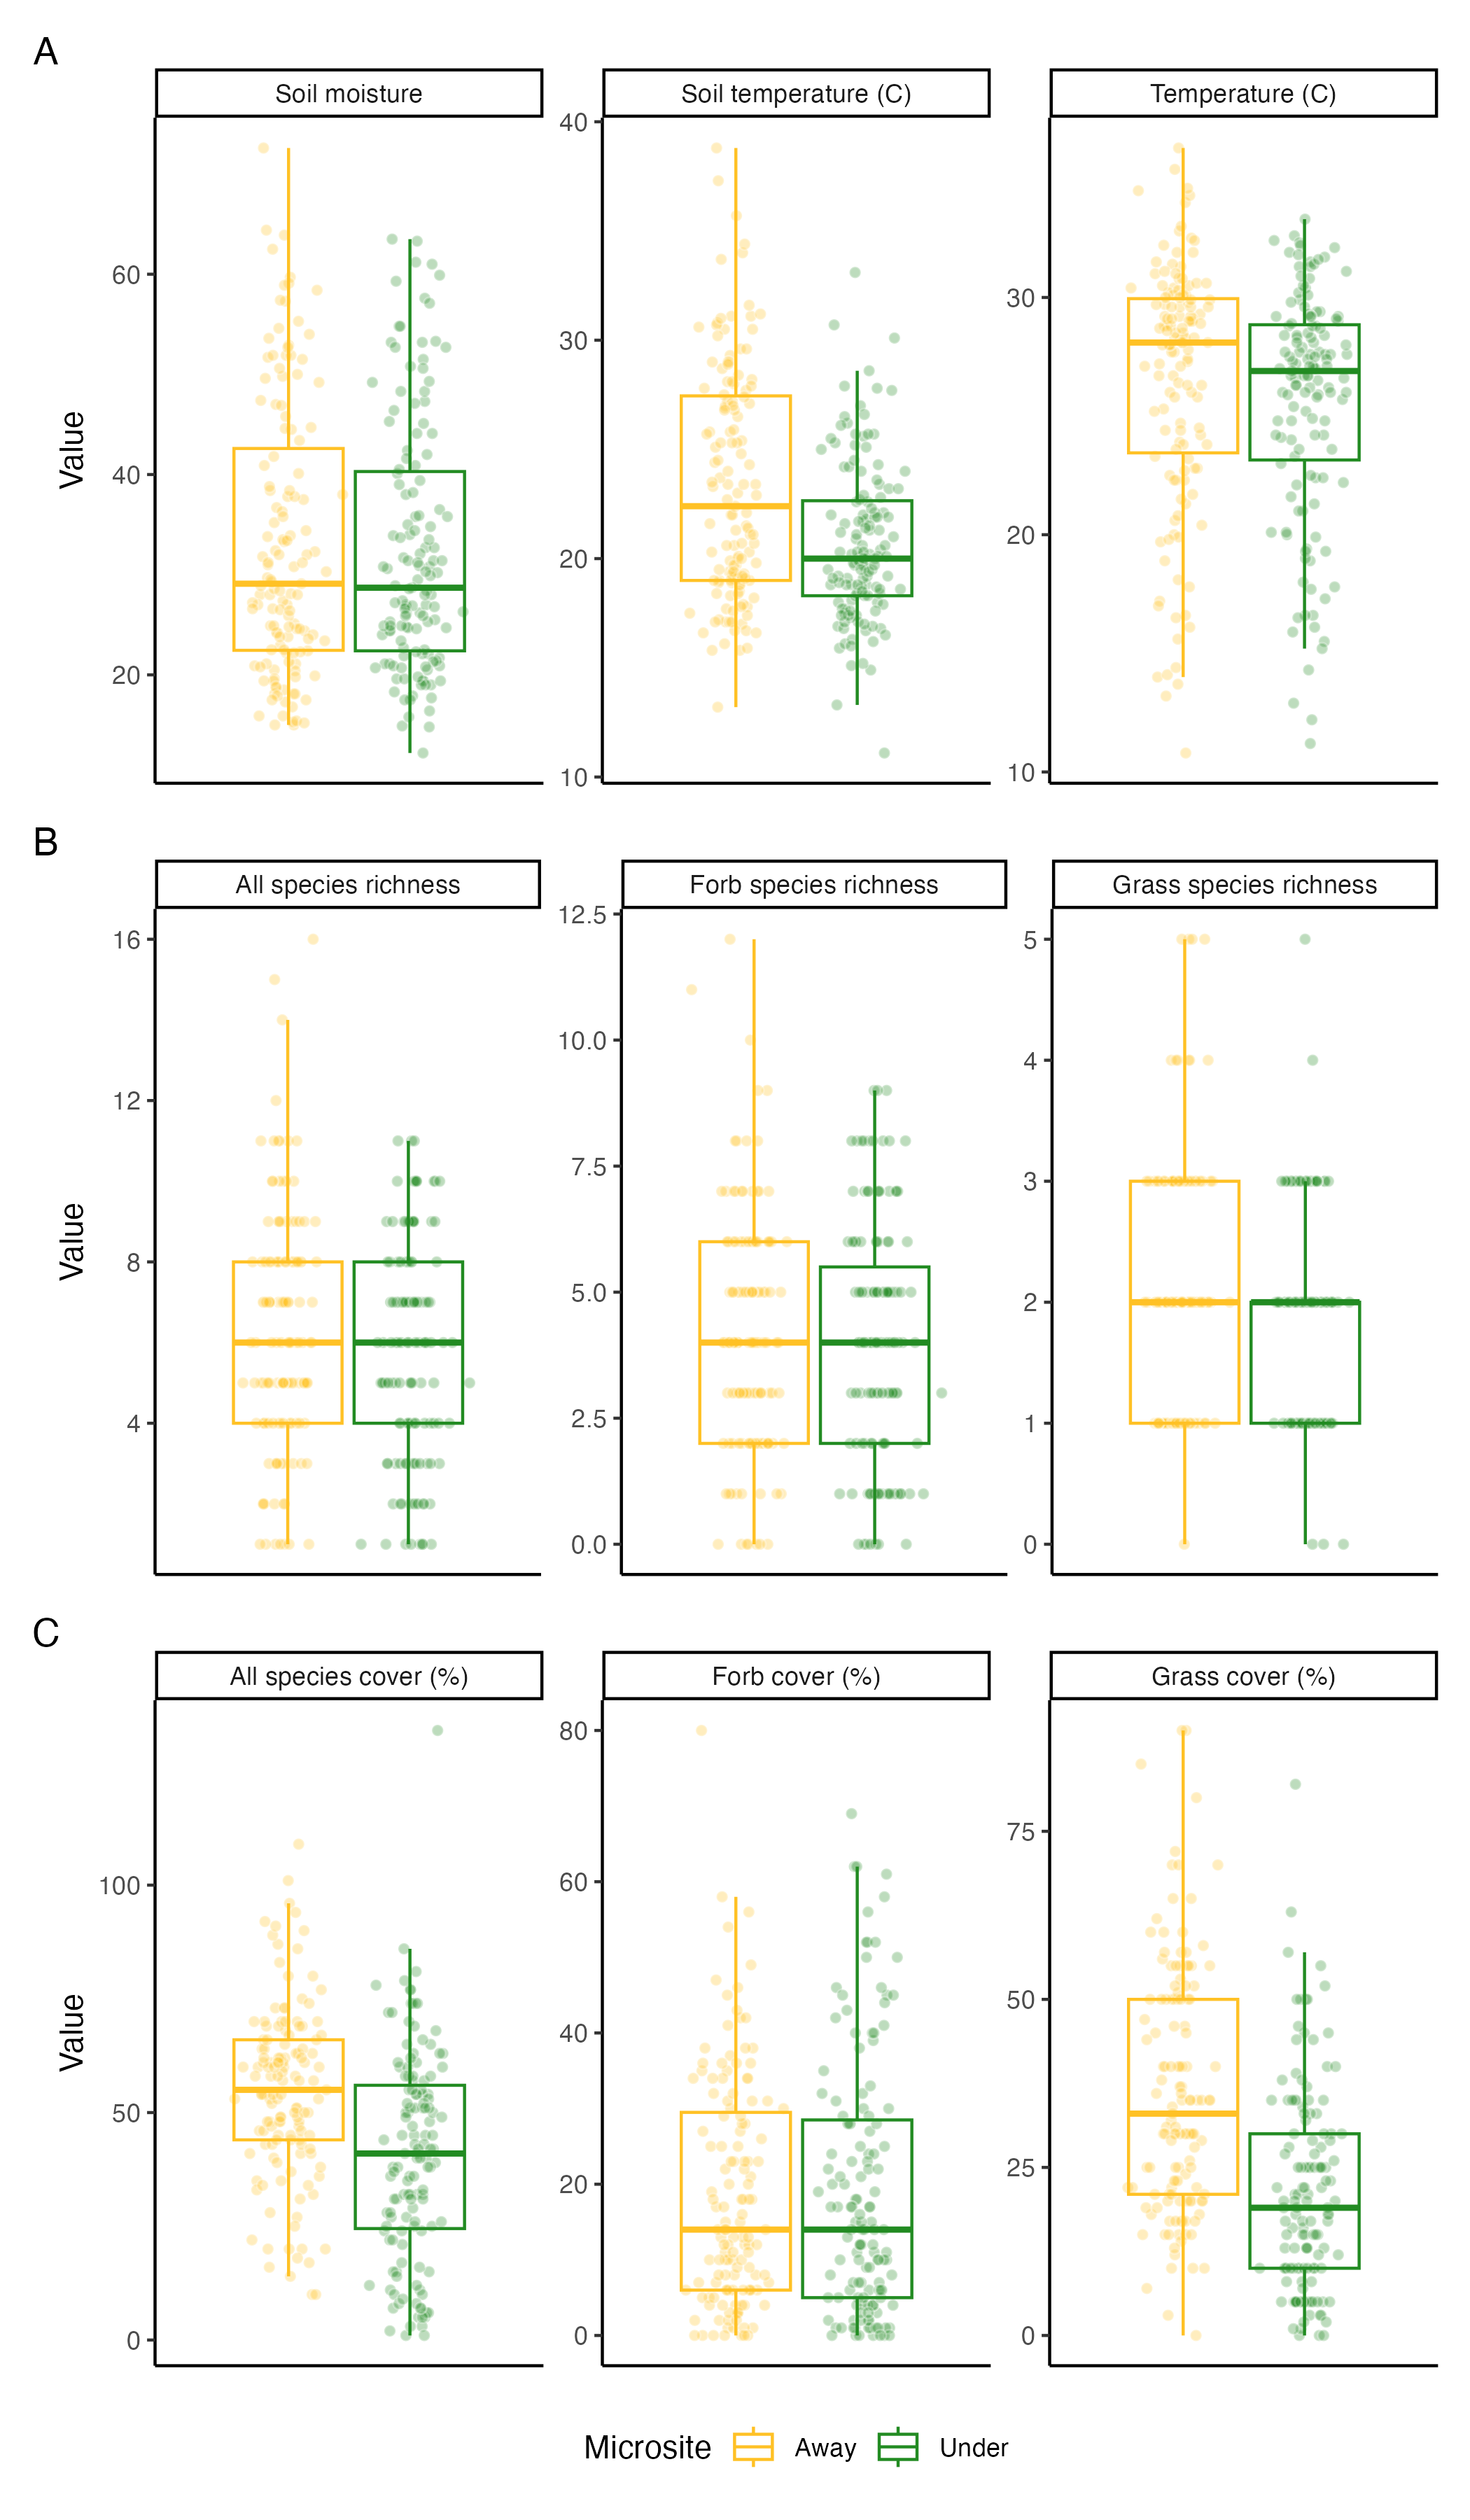 A
Soil moisture
Soil temperature (C)
Temperature (C)
Value
60
40
20
40
30
20
10
30
20
10
B
All species richness
Forb species richness
Grass species richness
Value
16
12
8
4
12.5
10.0
7.5
5.0
2.5
0.0
5
4
3
2
1
0
C
All species cover (%)
Forb cover (%)
Grass cover (%)
Value
100
50
0
80
60
40
20
0
75
50
25
0
Microsite Away Under